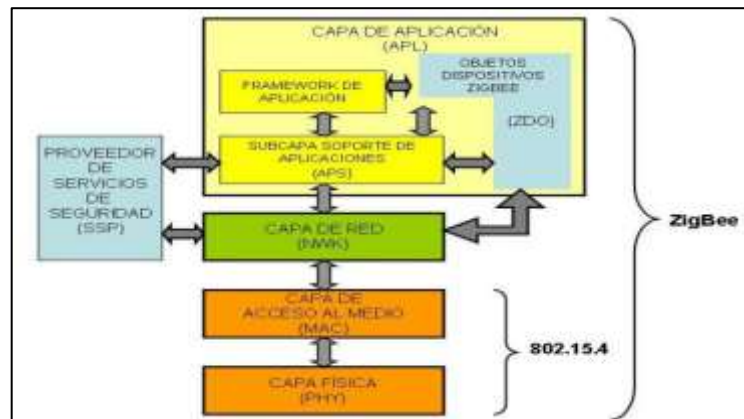 CAPA DE APLICACIÓN
(APL)
OBJETOS
DISPOSITIVOS
ZIGBEE
(ZDO)
FRAMEWORK DE
APLICACIÓN
SUBCAPA SOPORTE DE
APLICACIONES
(APS)
PROVEEDOR
DE
SERVICIOS
DE
SEGURIDAD
(SSP)
CAPA DE RED
(NWK)
ZigBee
CAPA DE
ACCESO AL MEDIO
(MAC)
802.15.4
CAPA FÍSICA
(PHY)